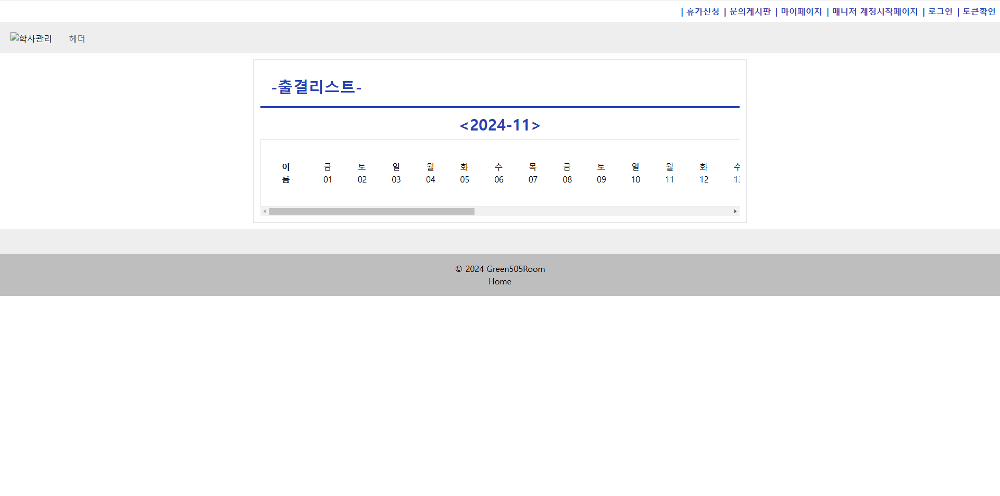 | 휴가신청 | 문의게시판 | 마이페이지 | 매니저 계정시작페이지 | 로그인 | 토큰확인
학사관리 헤더
-출결리스트-
<2024-11>
이 금 토 일 월 화 수 목 금 토 일 월 화 수
름 01 02 03 04 05 06 07 08 09 10 11 12
© 2024 Green505Room
Home